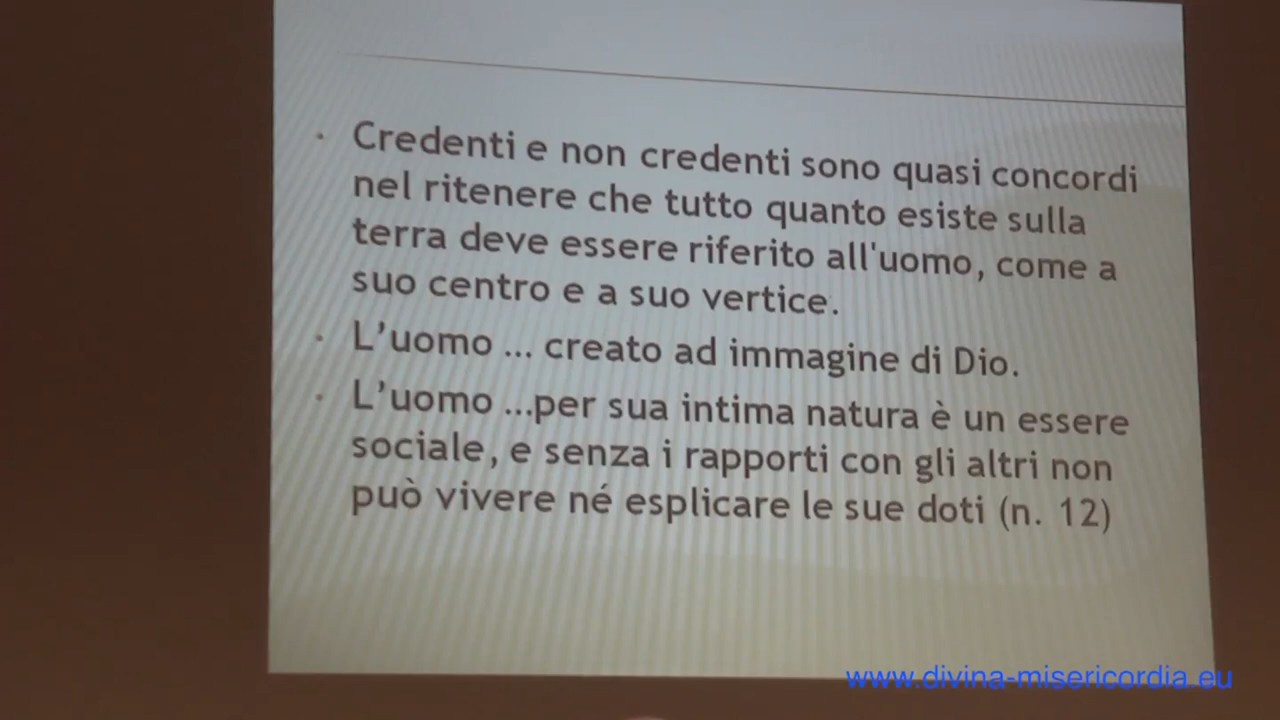 • Credenti e non credenti sono quasi concordi
nel ritenere che tutto quanto esiste sulla
terra deve essere riferito all'uomo, come a
suo centro e a suo vertice.
• L’uomo ... creato ad immagine di Dio.
• L’uomo ...per sua intima natura è un essere
sociale, e senza i rapporti con gli altri non
può vivere né esplicare le sue doti (n. 12)
www.divina-misericordia.eu